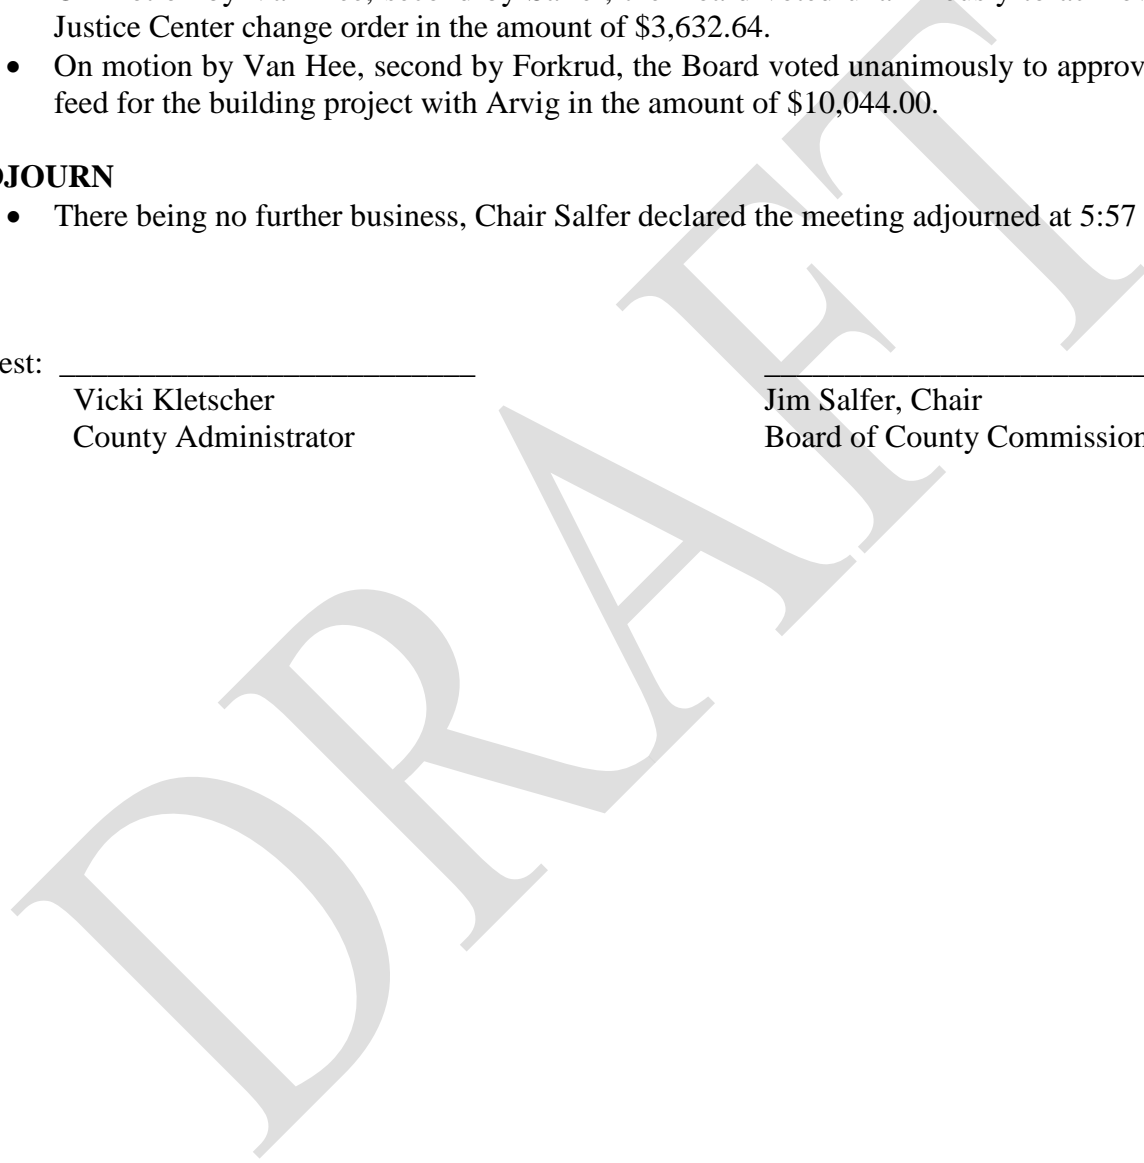 Justice Center change order in the amount of $3,632.64.
• On motion by Van Hee, second by Forkrud, the Board voted unanimously to approv
feed for the building project with Arvig in the amount of $10,044.00.
DJOURN
• There being no further business, Chair Salfer declared the meeting adjourned at 5:57
est: __________________________ ________________________
Vicki Kletscher Jim Salfer, Chair
County Administrator Board of County Commission
DRAFT